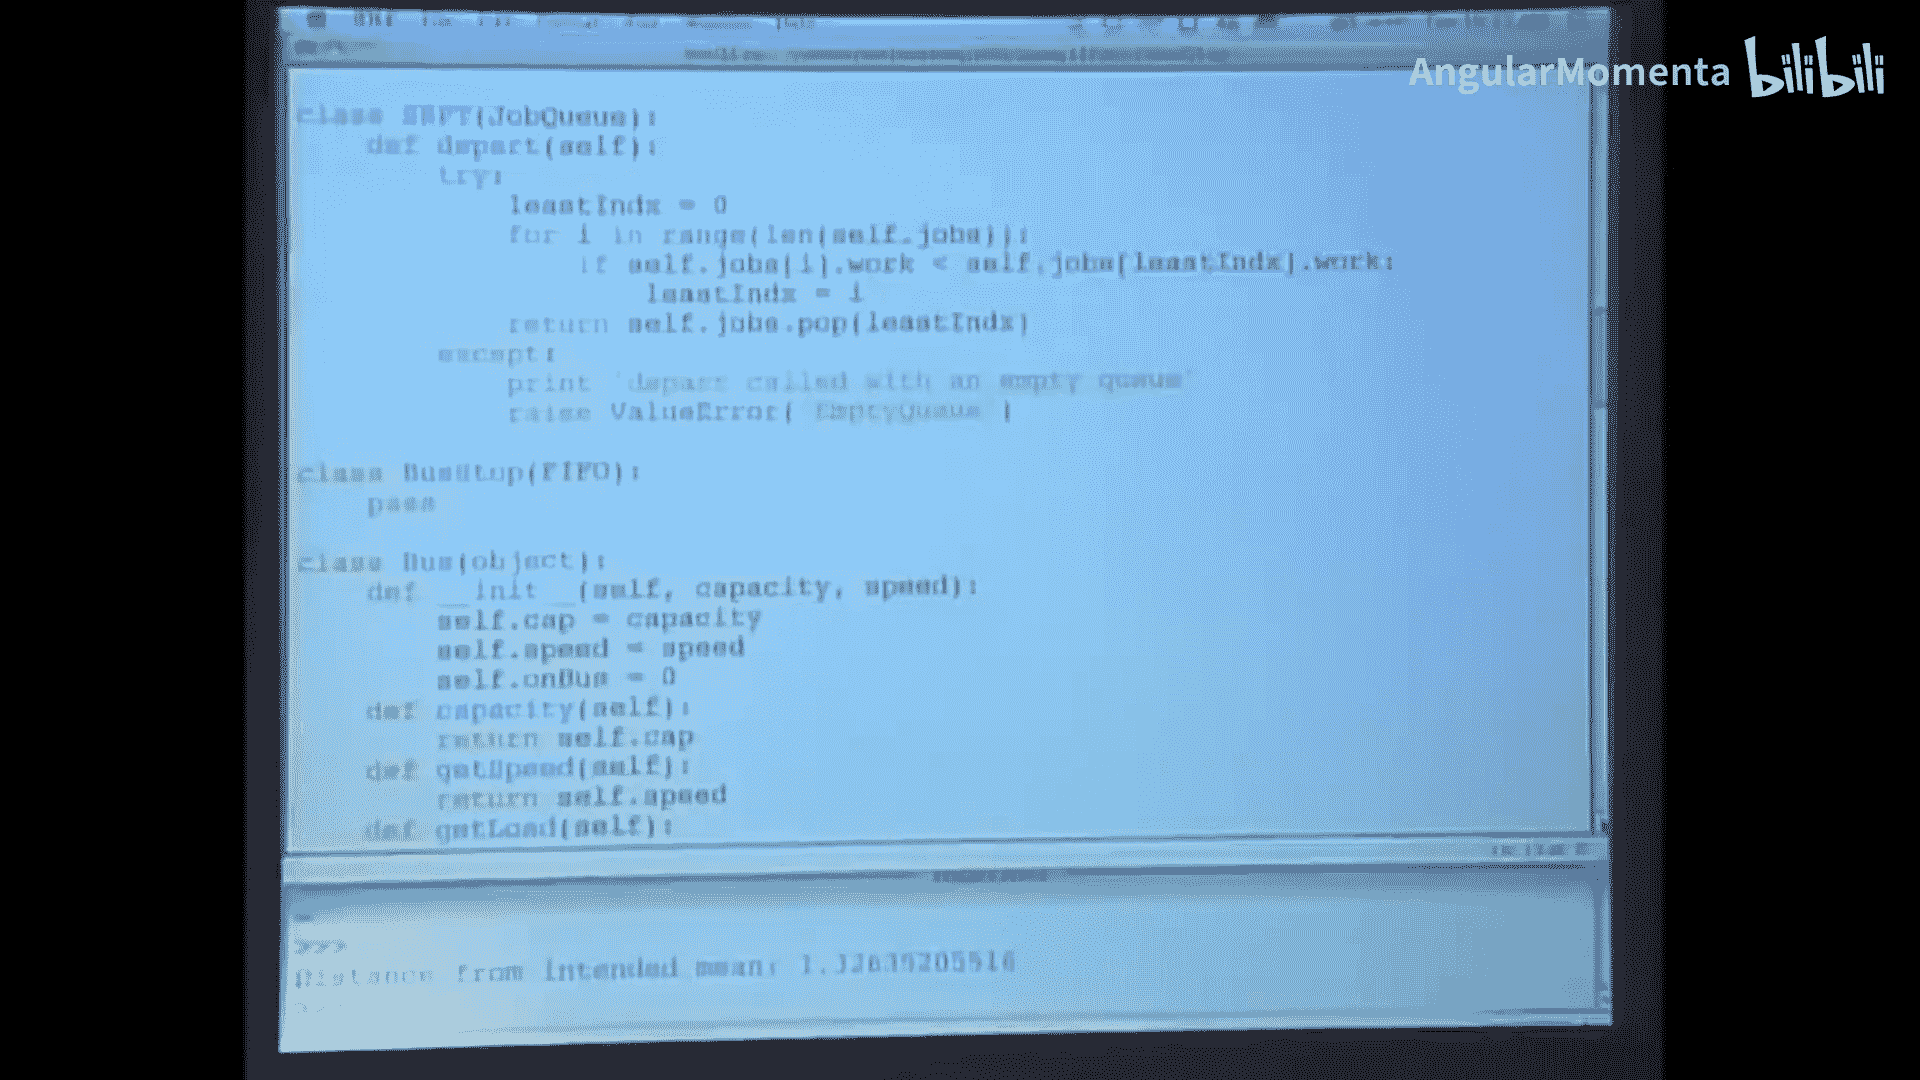 AngularMomenta bilibili
class (JobQueue):
def depart(self):
try:
leastIndx = 0
for i in range(len(self.jobs)):
if self.jobs[i].work < self.jobs[leastIndx].work:
leastIndx = i
return self.jobs.pop(leastIndx)
except:
print 'depart called with an empty queue'
raise ValueError('EmptyQueue')
class BusStop(FIFO):
pass
class Bus(object):
def __init__(self, capacity, speed):
self.cap = capacity
self.speed = speed
self.onBus = 0
def capacity(self):
return self.cap
def getSpeed(self):
return self.speed
def getLoad(self):
>>>
Distance from intended mean: